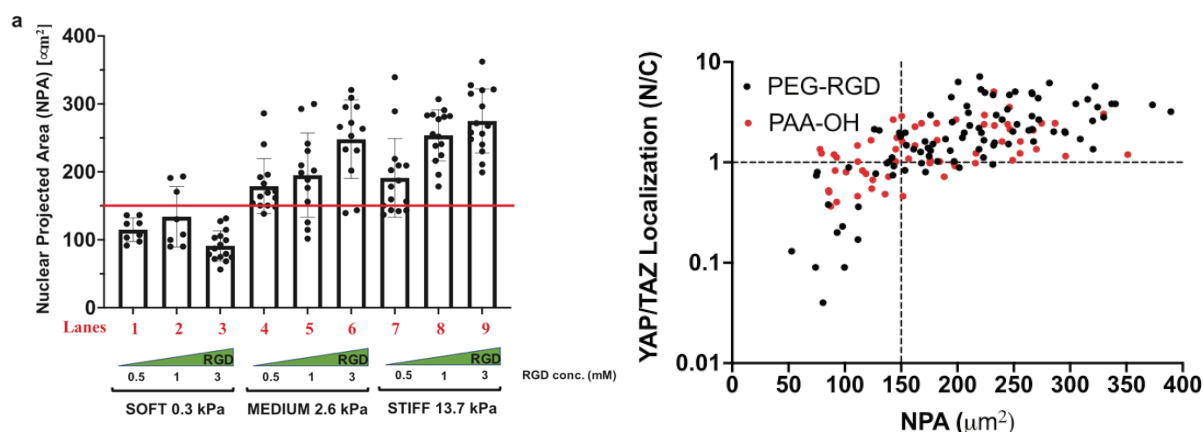 a
Nuclear Projected Area (NPA) [∝m²]
400
300
200
100
0
Lanes 1 2 3 4 5 6 7 8 9
RGD RGD RGD
0.5 1 3 0.5 1 3 0.5 1 3 RGD conc. (mM)
SOFT 0.3 kPa MEDIUM 2.6 kPa STIFF 13.7 kPa
YAP/TAZ Localization (N/C)
10
1
0.1
0.01
PEG-RGD
PAA-OH
0 50 100 150 200 250 300 350 400
NPA (μm²)